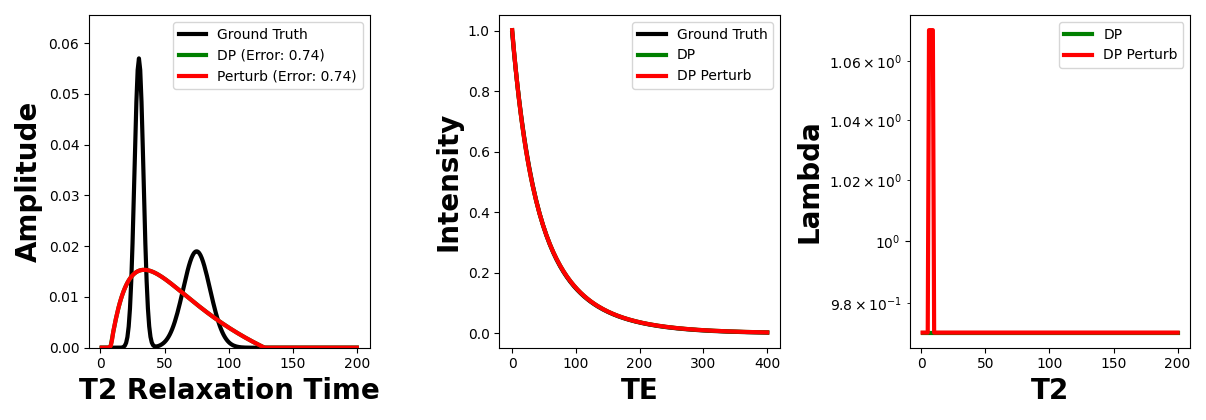 Ground Truth
DP (Error: 0.74)
Perturb (Error: 0.74)
0.06
0.05
0.04
0.03
0.02
0.01
0.00
Amplitude
0 50 100 150 200
T2 Relaxation Time
Ground Truth
DP
DP Perturb
1.0
0.8
0.6
0.4
0.2
0.0
Intensity
0 100 200 300 400
TE
DP
DP Perturb
1.06 × 10⁰
1.04 × 10⁰
1.02 × 10⁰
10⁰
9.8 × 10⁻¹
Lambda
0 50 100 150 200
T2